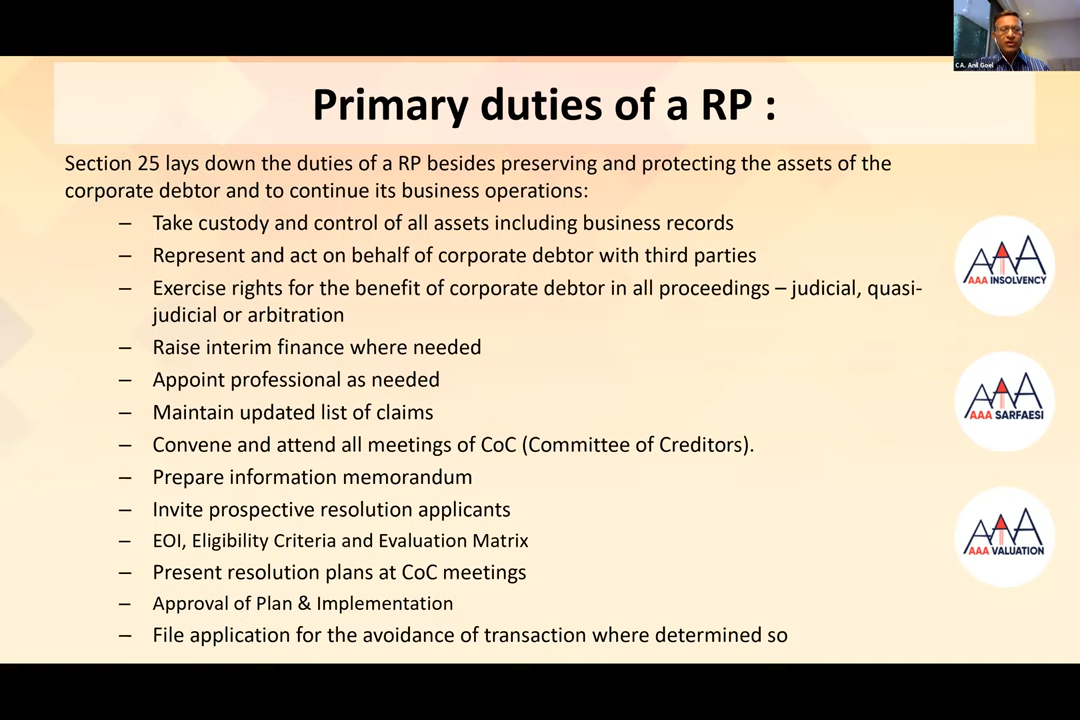 C A. Anil Goel
Primary duties of a RP :
Section 25 lays down the duties of a RP besides preserving and protecting the assets of the
corporate debtor and to continue its business operations:
– Take custody and control of all assets including business records
– Represent and act on behalf of corporate debtor with third parties
– Exercise rights for the benefit of corporate debtor in all proceedings – judicial, quasi-
judicial or arbitration
– Raise interim finance where needed
– Appoint professional as needed
– Maintain updated list of claims
– Convene and attend all meetings of CoC (Committee of Creditors).
– Prepare information memorandum
– Invite prospective resolution applicants
– EOI, Eligibility Criteria and Evaluation Matrix
– Present resolution plans at CoC meetings
– Approval of Plan & Implementation
– File application for the avoidance of transaction where determined so
AAA
AAA INSOLVENCY
AAA
AAA SARFAESI
AAA
AAA VALUATION